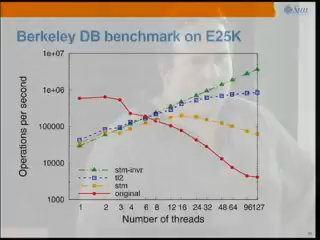 Sun
Berkeley DB benchmark on E25K
Operations per second
1e+07
1e+06
100000
10000
1000
stm-invr
tl2
stm
original
1 2 3 4 6 8 12 16 24 32 48 64 96 127
Number of threads